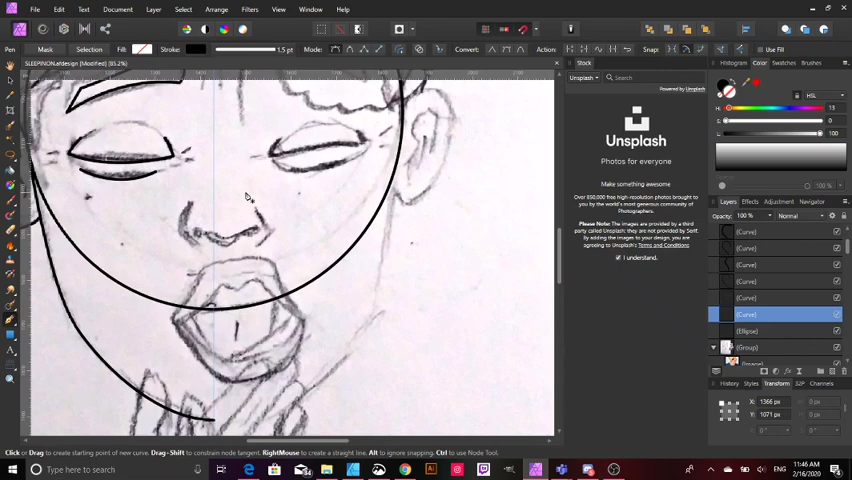 File Edit Text Layer Select Arrange Filters View Window Help
Pen Mask Selection Fill: Stroke: 1.5 pt Mode: Convert: Action: Snap: Use Fill
SLEEPINON.afdesign [Modified] (85.2%)
Stock
Unsplash Search
Powered by Unsplash
Unsplash
Photos for everyone
Make something awesome
Over 850,000 free high-resolution photos brought to
you by the world's most generous community of
Photographers.
Please Note: The images are provided by a third
party called Unsplash; they are not provided by Serif.
By adding the images to your design, you are
agreeing to Unsplash's Terms and Conditions
I understand.
Histogram Color Swatches Brushes
HSL
H: 13
S: 0
L: 100
100 %
Layers Effects Adjustment Navigator
Opacity: 100 % Normal
(Curve)
(Curve)
(Curve)
(Curve)
(Curve)
(Curve)
(Ellipse)
(Group)
(Image)
History Styles Transform 32P Channels
X: 1366 px W: 0 px
Y: 1071 px H: 0 px
Click or Drag to create starting point of new curve. Drag+Shift to constrain node tangent. RightMouse to create a straight line. Alt to ignore snapping. Ctrl to use Node Tool.
Type here to search
ENG
11:46 AM
2/16/2020